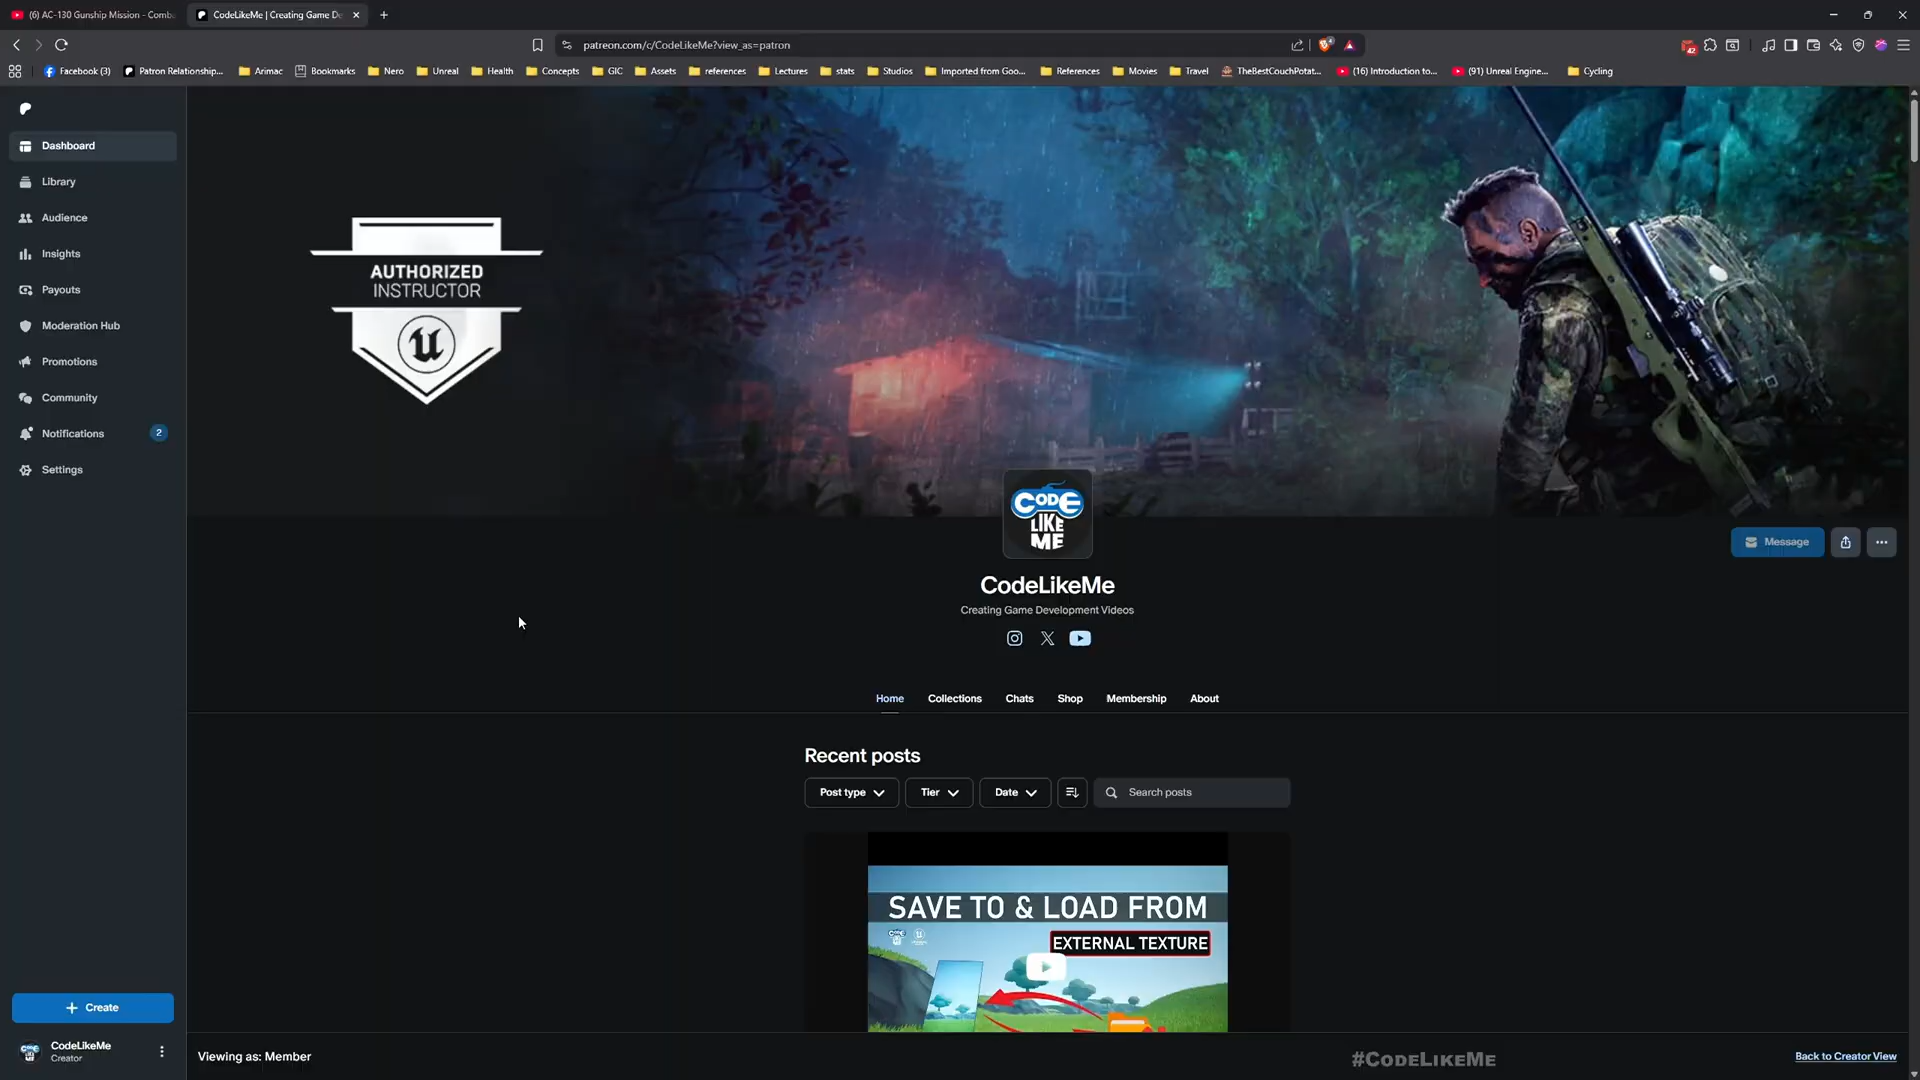 (6) AC-130 Gunship Mission - Comb
CodeLikeMe | Creating Game De
patreon.com/c/CodeLikeMe?view_as=patron
42
Facebook (3)
Patron Relationship...
Arimac
Bookmarks
Nero
Unreal
Health
Concepts
GIC
Assets
references
Lectures
stats
Studios
Imported from Goo...
References
Movies
Travel
TheBestCouchPotat...
(16) Introduction to...
(91) Unreal Engine...
Cycling
Dashboard
Library
Audience
Insights
Payouts
Moderation Hub
Promotions
Community
Notifications
2
Settings
AUTHORIZED
INSTRUCTOR
CODE
LIKE
ME
Message
CodeLikeMe
Creating Game Development Videos
Home
Collections
Chats
Shop
Membership
About
Recent posts
Post type
Tier
Date
Search posts
SAVE TO & LOAD FROM
EXTERNAL TEXTURE
+ Create
CodeLikeMe
Creator
Viewing as: Member
#CODELIKEME
Back to Creator View